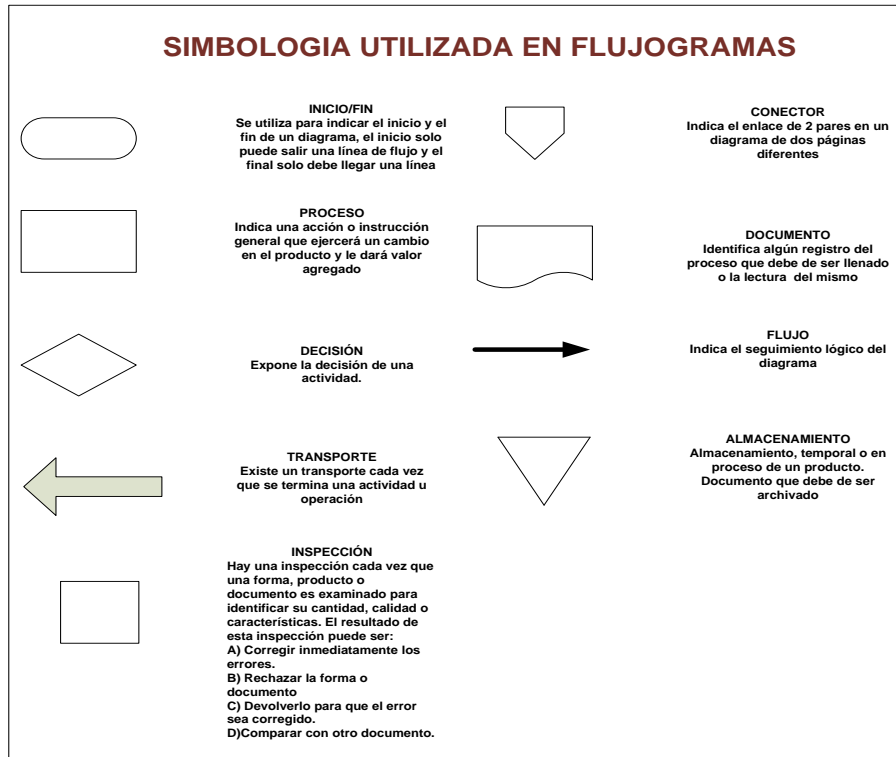 SIMBOLOGIA UTILIZADA EN FLUJOGRAMAS
INICIO/FIN
Se utiliza para indicar el inicio y el
fin de un diagrama, el inicio solo
puede salir una línea de flujo y el
final solo debe llegar una línea
CONECTOR
Indica el enlace de 2 pares en un
diagrama de dos páginas
diferentes
PROCESO
Indica una acción o instrucción
general que ejercerá un cambio
en el producto y le dará valor
agregado
DOCUMENTO
Identifica algún registro del
proceso que debe de ser llenado
o la lectura del mismo
DECISIÓN
Expone la decisión de una
actividad.
FLUJO
Indica el seguimiento lógico del
diagrama
TRANSPORTE
Existe un transporte cada vez
que se termina una actividad u
operación
ALMACENAMIENTO
Almacenamiento, temporal o en
proceso de un producto.
Documento que debe de ser
archivado
INSPECCIÓN
Hay una inspección cada vez que
una forma, producto o
documento es examinado para
identificar su cantidad, calidad o
características. El resultado de
esta inspección puede ser:
A) Corregir inmediatamente los
errores.
B) Rechazar la forma o
documento
C) Devolverlo para que el error
sea corregido.
D)Comparar con otro documento.